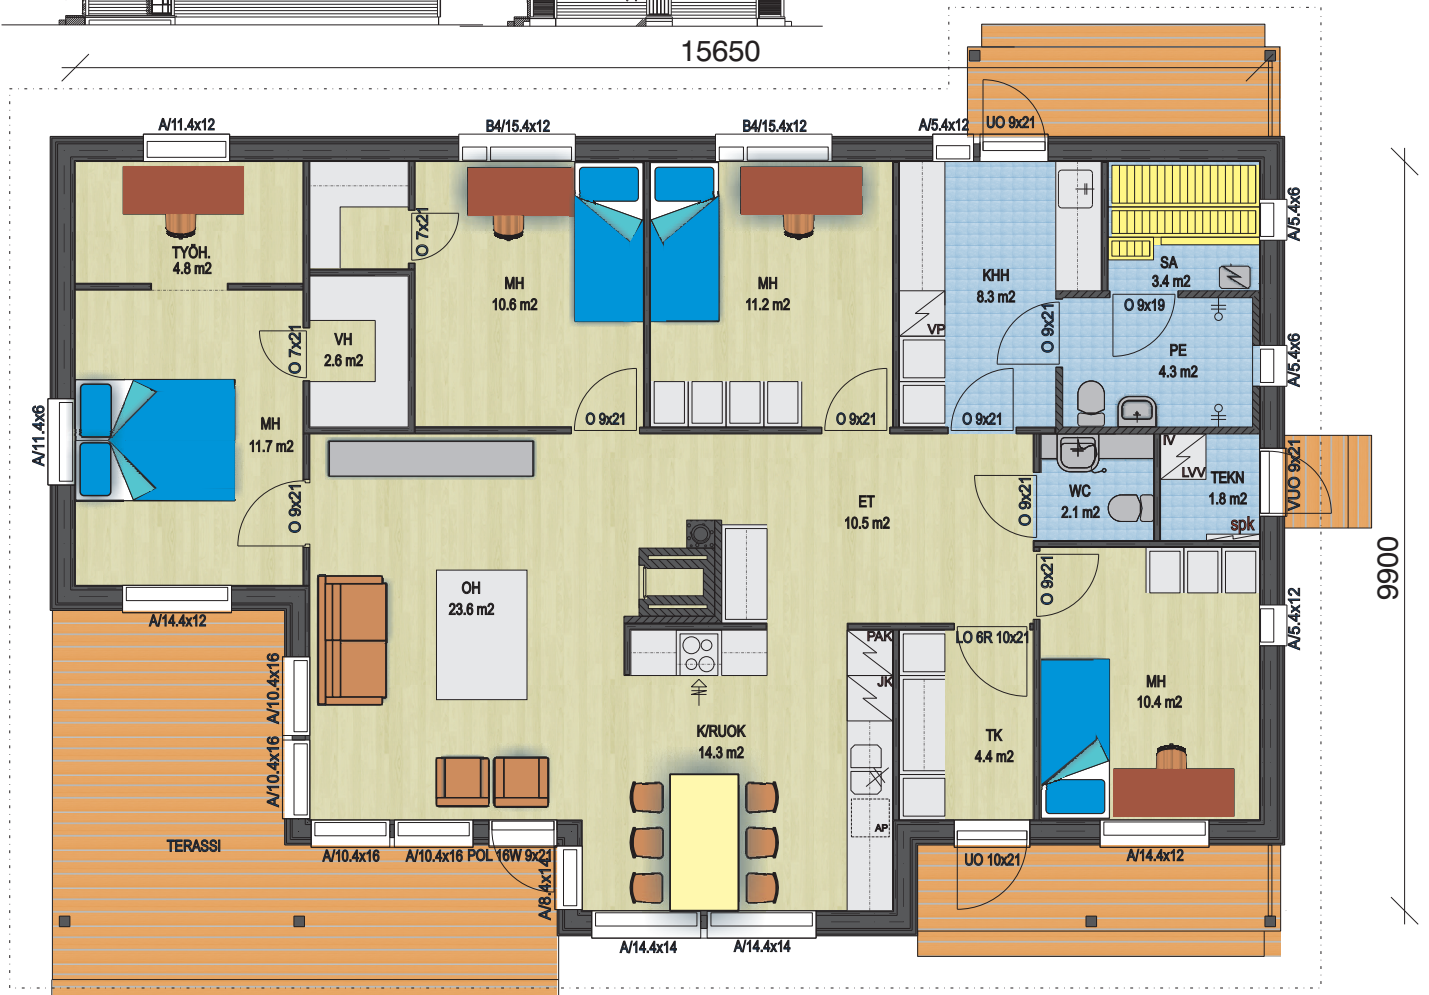 15650
A/11.4x12
B4/15.4x12
B4/15.4x12
A/5.4x12
UO 9x21
TYÖH.
4.8 m2
O 7x21
MH
10.6 m2
MH
11.2 m2
KHH
8.3 m2
SA
3.4 m2
A/5.4x6
O 9x19
VP
O 9x21
PE
4.3 m2
A/5.4x6
O 7x21
VH
2.6 m2
A/11.4x6
MH
11.7 m2
O 9x21
O 9x21
O 9x21
O 9x21
IV
LVV
TEKN
1.8 m2
spk
VUO 9x21
WC
2.1 m2
O 9x21
ET
10.5 m2
9900
OH
23.6 m2
O 9x21
A/14.4x12
A/5.4x12
PAK
LO 6R 10x21
JK
A/10.4x16
A/10.4x16
K/RUOK
14.3 m2
TK
4.4 m2
MH
10.4 m2
AP
TERASSI
A/10.4x16
A/10.4x16
POL 16W 9x21
A/8.4x14
UO 10x21
A/14.4x12
A/14.4x14
A/14.4x14